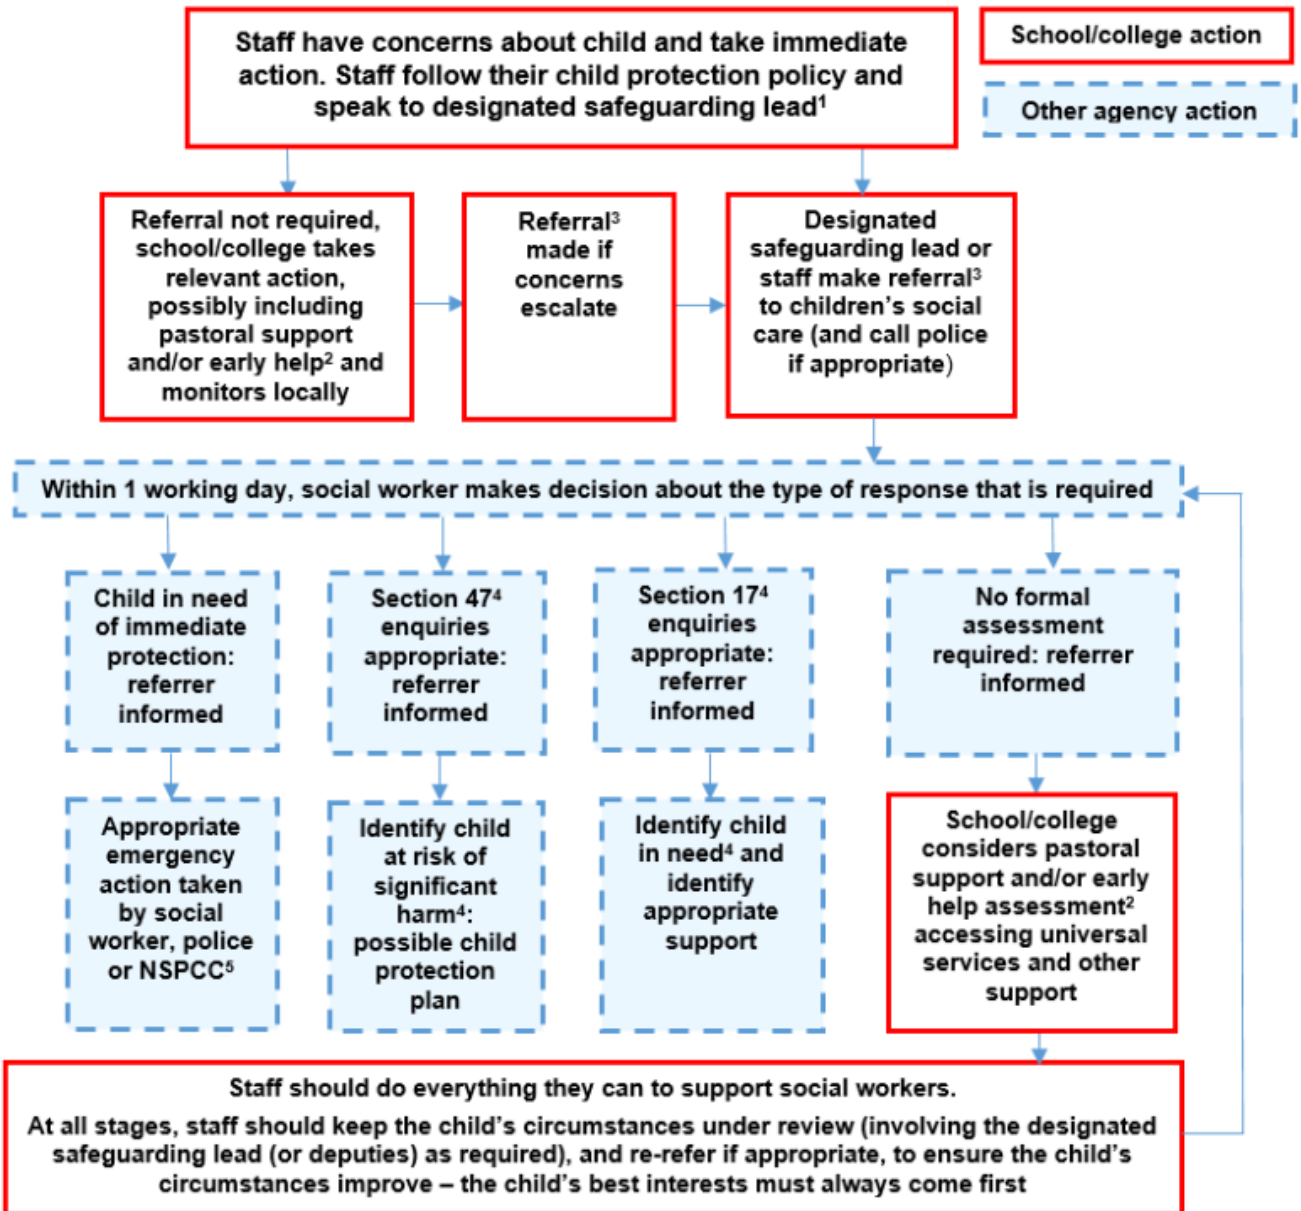 Staff have concerns about child and take immediate
action. Staff follow their child protection policy and
speak to designated safeguarding lead¹
School/college action
Other agency action
Referral not required,
school/college takes
relevant action,
possibly including
pastoral support
and/or early help² and
monitors locally
Referral³
made if
concerns
escalate
Designated
safeguarding lead or
staff make referral³
to children’s social
care (and call police
if appropriate)
Within 1 working day, social worker makes decision about the type of response that is required
Child in need
of immediate
protection:
referrer
informed
Section 47⁴
enquiries
appropriate:
referrer
informed
Section 17⁴
enquiries
appropriate:
referrer
informed
No formal
assessment
required: referrer
informed
Appropriate
emergency
action taken
by social
worker, police
or NSPCC⁵
Identify child
at risk of
significant
harm⁴:
possible child
protection
plan
Identify child
in need⁴ and
identify
appropriate
support
School/college
considers pastoral
support and/or early
help assessment²
accessing universal
services and other
support
Staff should do everything they can to support social workers.
At all stages, staff should keep the child’s circumstances under review (involving the designated
safeguarding lead (or deputies) as required), and re-refer if appropriate, to ensure the child’s
circumstances improve – the child’s best interests must always come first